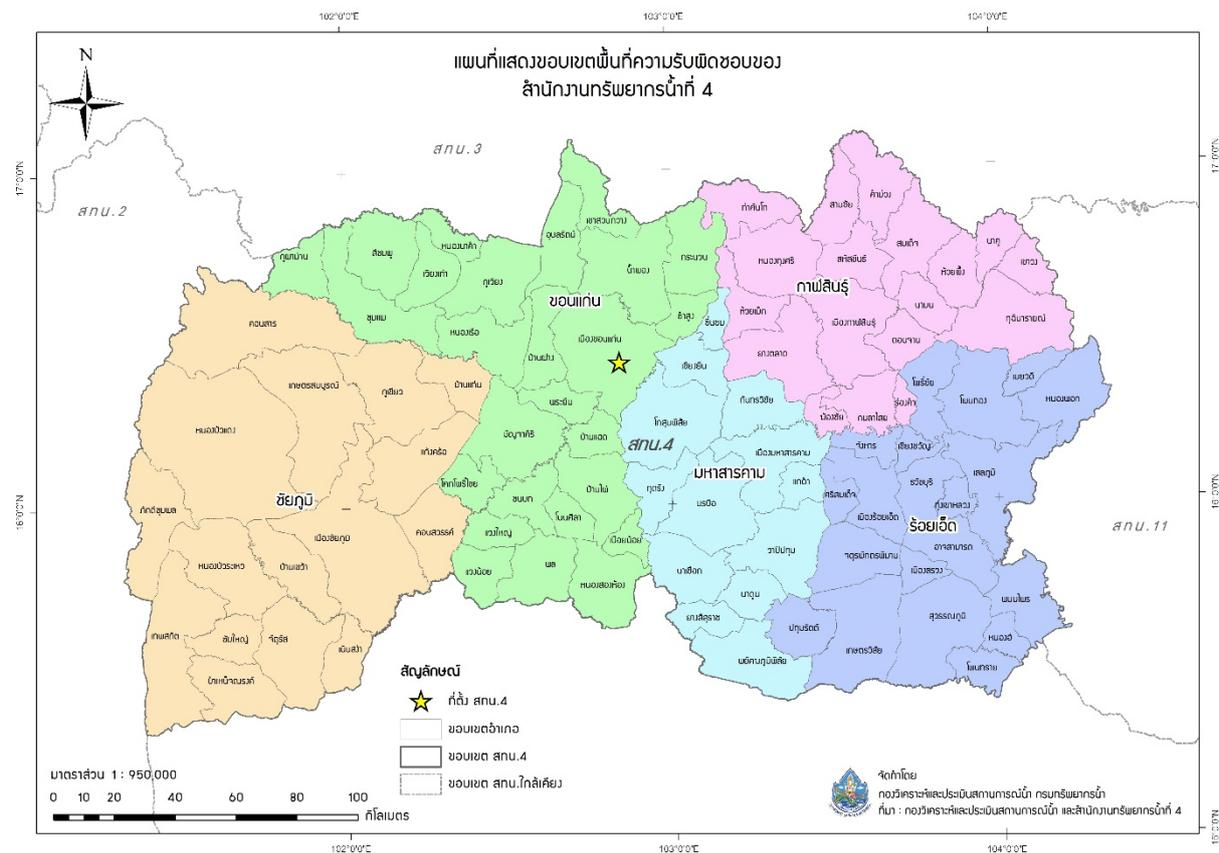 102°0'0"E
103°0'0"E
104°0'0"E
N
แผนที่แสดงขอบเขตพื้นที่ความรับผิดชอบของ
สำนักงานทรัพยากรน้ำที่ 4
สทน.3
สทน.2
17°0'0"N
17°0'0"N
ท่าคันโท
สามชัย
คำม่วง
เขาสวนกวาง
อุบลรัตน์
หนองนาคำ
สีชมพู
ภูผาม่าน
เวียงเก่า
ภูเวียง
น้ำพอง
กระนวน
หนองกุงศรี
สหัสขันธ์
สมเด็จ
นาคู
เขาวง
ห้วยผึ้ง
กาฬสินธุ์
ขอนแก่น
ชุมแพ
หนองเรือ
ซำสูง
ชื่นชม
ห้วยเม็ก
นามน
เมืองกาฬสินธุ์
กุฉินารายณ์
คอนสาร
เมืองขอนแก่น
บ้านฝาง
ดอนจาน
ยางตลาด
เชียงยืน
เกษตรสมบูรณ์
ภูเขียว
บ้านแท่น
พระยืน
กันทรวิชัย
ฆ้องชัย
กมลาไสย
ร่องคำ
โพธิ์ชัย
โพนทอง
เมยวดี
หนองพอก
หนองบัวแดง
มัญจาคีรี
บ้านแฮด
โกสุมพิสัย
สทน.4
แก้งคร้อ
เมืองมหาสารคาม
จังหาร
เชียงขวัญ
มหาสารคาม
โคกโพธิ์ไชย
ชนบท
บ้านไผ่
กุดรัง
บรบือ
แกดำ
ศรีสมเด็จ
ธวัชบุรี
เสลภูมิ
ทุ่งเขาหลวง
16°0'0"N
16°0'0"N
ชัยภูมิ
ภักดีชุมพล
เมืองชัยภูมิ
คอนสวรรค์
แวงใหญ่
โนนศิลา
เปือยน้อย
เมืองร้อยเอ็ด
ร้อยเอ็ด
สทน.11
อาจสามารถ
วาปีปทุม
จตุรพักตรพิมาน
เมืองสรวง
หนองบัวระเหว
บ้านเขว้า
แวงน้อย
พล
หนองสองห้อง
นาเชือก
นาดูน
พนมไพร
ยางสีสุราช
สุวรรณภูมิ
เทพสถิต
ซับใหญ่
จัตุรัส
เนินสง่า
ปทุมรัตต์
เกษตรวิสัย
หนองฮี
พยัคฆภูมิพิสัย
โพนทราย
บำเหน็จณรงค์
สัญลักษณ์
ที่ตั้ง สทน.4
ขอบเขตอำเภอ
ขอบเขต สทน.4
ขอบเขต สทน.ใกล้เคียง
มาตราส่วน 1 : 950,000
0 10 20 40 60 80 100
กิโลเมตร
จัดทำโดย
กองวิเคราะห์และประเมินสถานการณ์น้ำ กรมทรัพยากรน้ำ
ที่มา : กองวิเคราะห์และประเมินสถานการณ์น้ำ และสำนักงานทรัพยากรน้ำที่ 4
15°0'0"N
102°0'0"E
103°0'0"E
104°0'0"E